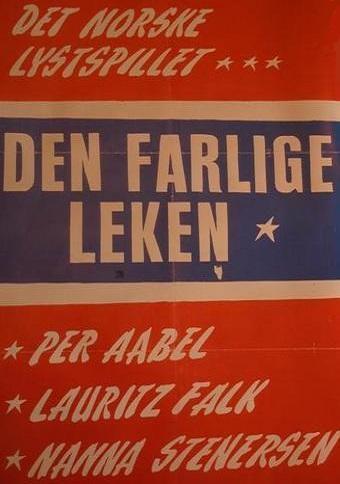 DET NORSKE
LYSTSPILLET ***
DEN FARLIGE
LEKEN *
* PER AABEL
* LAURITZ FALK
* NANNA STENERSEN